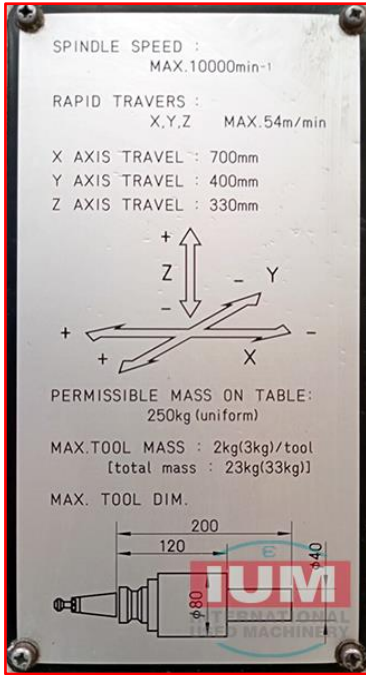 SPINDLE SPEED :
MAX.10000min-1
RAPID TRAVERS :
X,Y,Z MAX.54m/min
X AXIS TRAVEL : 700mm
Y AXIS TRAVEL : 400mm
Z AXIS TRAVEL : 330mm
+
Z
- Y
-
+ -
+ X
PERMISSIBLE MASS ON TABLE:
250kg (uniform)
MAX.TOOL MASS : 2kg(3kg)/tool
[total mass : 23kg(33kg)]
MAX. TOOL DIM.
200
120
φ80
φ40
IUM
INTERNATIONAL
USED MACHINERY